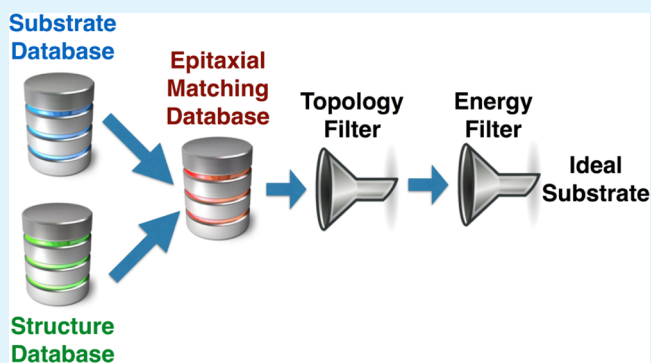 Substrate
Database
Epitaxial
Matching
Database
Topology
Filter
Energy
Filter
Ideal
Substrate
Structure
Database